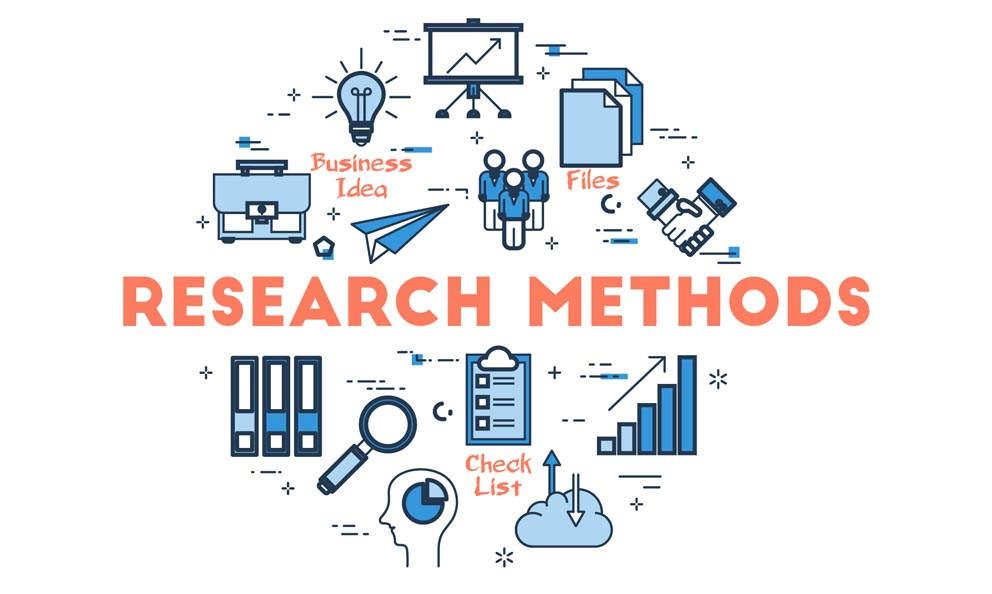 Business
Idea
Files
RESEARCH METHODS
Check
List